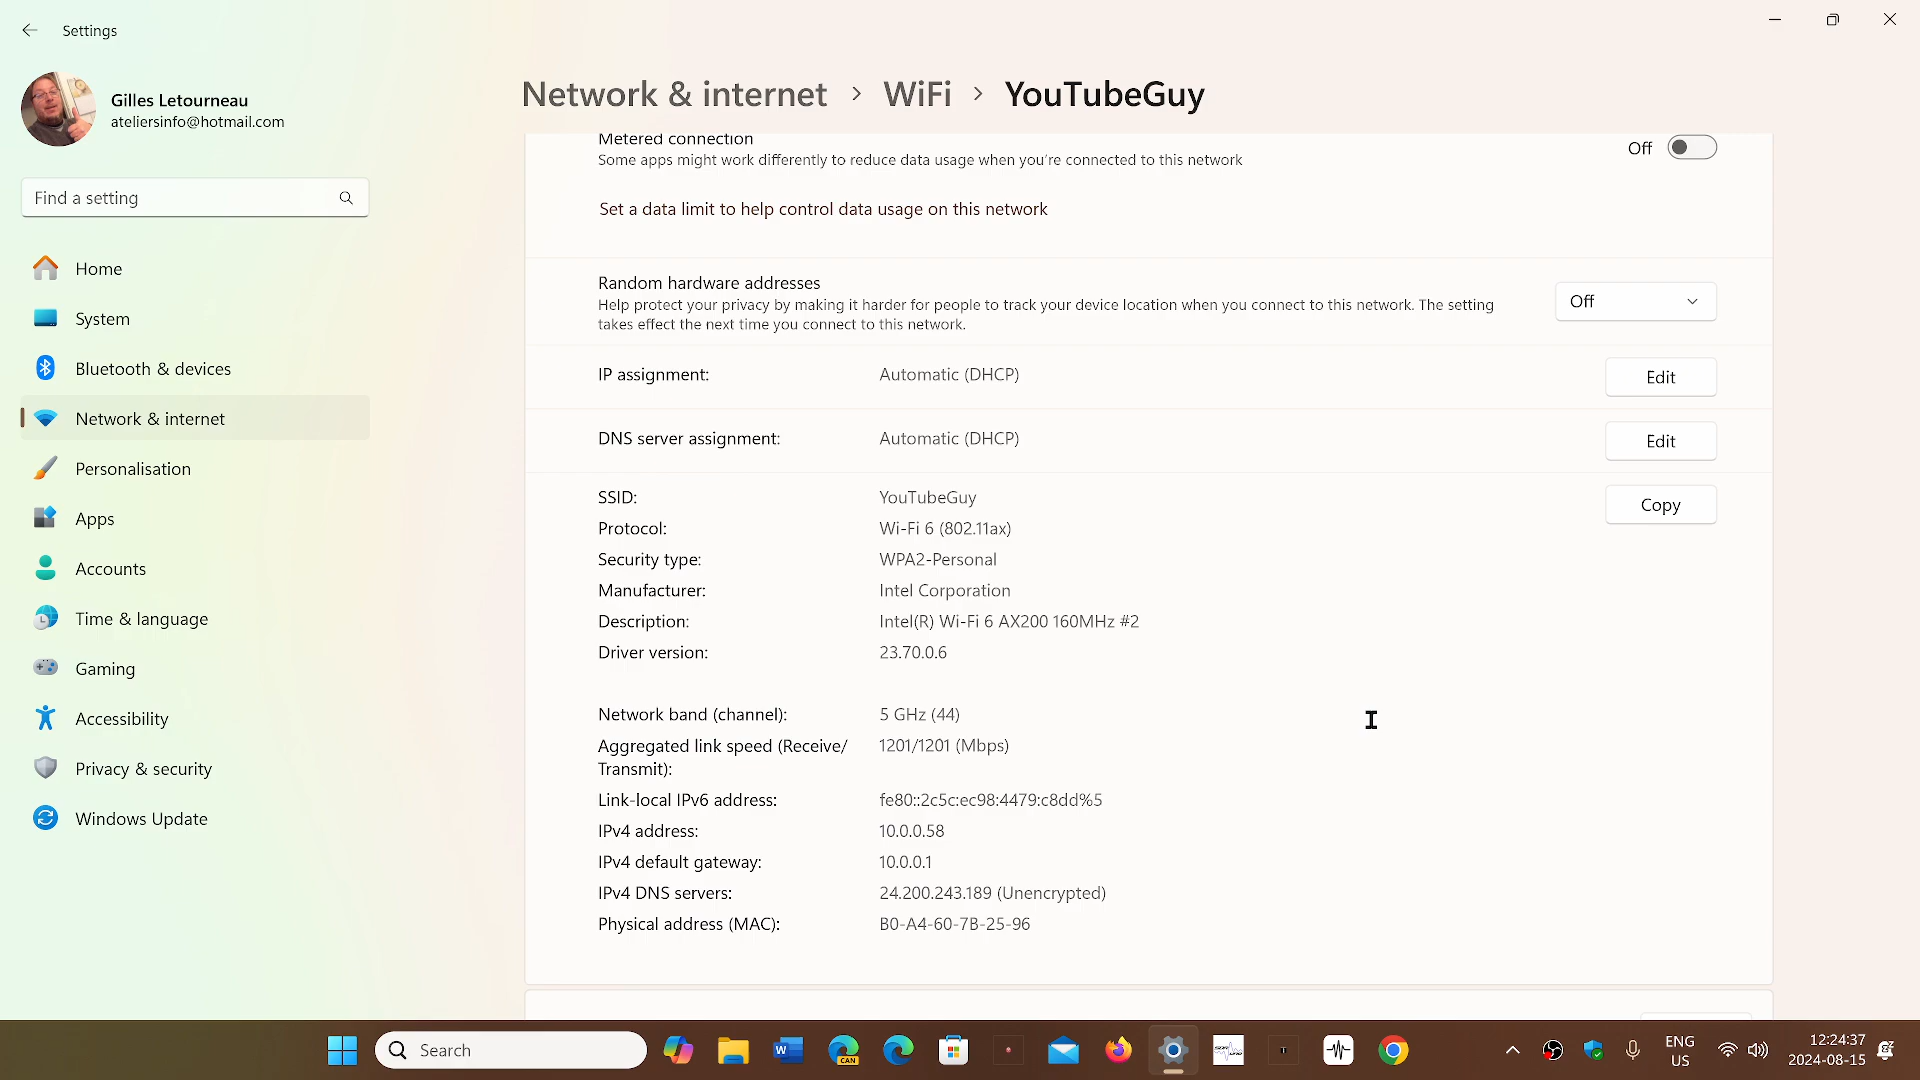 Settings
Gilles Letourneau
ateliersinfo@hotmail.com
Find a setting
Home
System
Bluetooth & devices
Network & internet
Personalisation
Apps
Accounts
Time & language
Gaming
Accessibility
Privacy & security
Windows Update
Network & internet > WiFi > YouTubeGuy
Metered connection
Some apps might work differently to reduce data usage when you're connected to this network
Off
Set a data limit to help control data usage on this network
Random hardware addresses
Help protect your privacy by making it harder for people to track your device location when you connect to this network. The setting
takes effect the next time you connect to this network.
Off
IP assignment: Automatic (DHCP) Edit
DNS server assignment: Automatic (DHCP) Edit
SSID: YouTubeGuy Copy
Protocol: Wi-Fi 6 (802.11ax)
Security type: WPA2-Personal
Manufacturer: Intel Corporation
Description: Intel(R) Wi-Fi 6 AX200 160MHz #2
Driver version: 23.70.0.6
Network band (channel): 5 GHz (44)
Aggregated link speed (Receive/ 1201/1201 (Mbps)
Transmit):
Link-local IPv6 address: fe80::2c5c:ec98:4479:c8dd%5
IPv4 address: 10.0.0.58
IPv4 default gateway: 10.0.0.1
IPv4 DNS servers: 24.200.243.189 (Unencrypted)
Physical address (MAC): B0-A4-60-7B-25-96
Search
W
CAN
ENG
US
12:24:37
2024-08-15